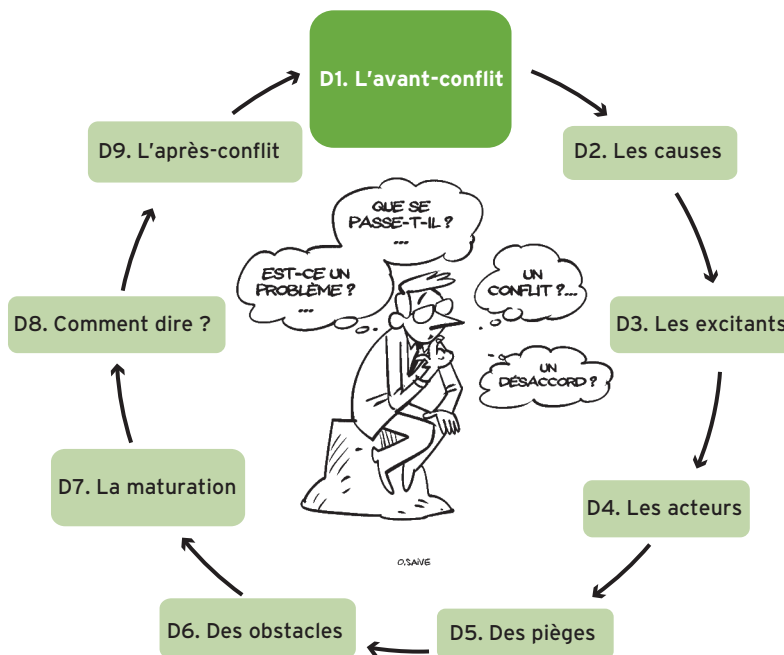 D1. L'avant-conflit
D2. Les causes
D3. Les excitants
D4. Les acteurs
D5. Des pièges
D6. Des obstacles
D7. La maturation
D8. Comment dire ?
D9. L'après-conflit
QUE SE
PASSE-T-IL ?
...
EST-CE UN
PROBLÈME ?
...
UN
CONFLIT ?...
UN
DÉSACCORD ?
O.SAIVE